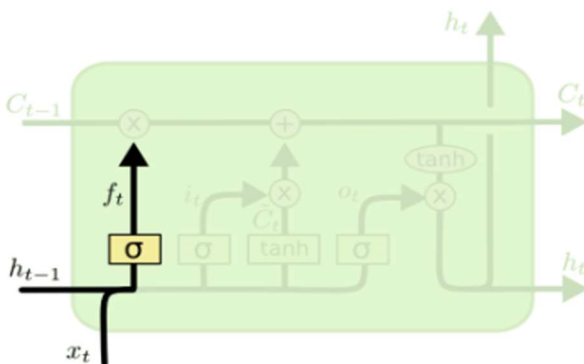 h_t
C_{t-1}
C_t
×
+
tanh
f_t
i_t
C̃_t
o_t
×
×
σ
σ
tanh
σ
h_{t-1}
h_t
x_t